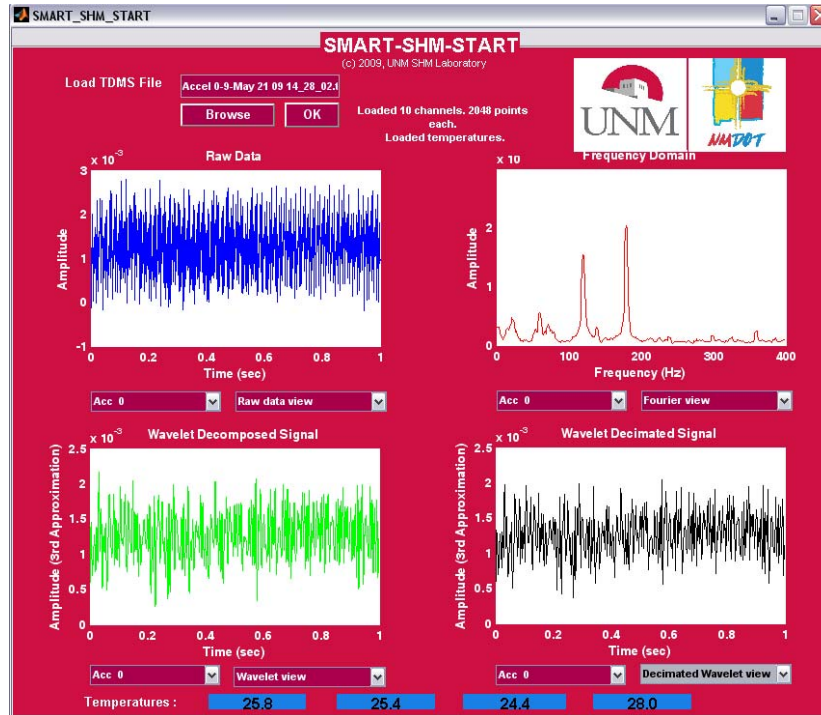 SMART_SHM_START
SMART-SHM-START
(c) 2009, UNM SHM Laboratory
Load TDMS File
Accel 0-9-May 21 09 14_28_02.t
Browse
OK
Loaded 10 channels. 2048 points
each.
Loaded temperatures.
UNM
NMDOT
x 10^-3
Raw Data
3
2
1
0
-1
Amplitude
0 0.2 0.4 0.6 0.8 1
Time (sec)
Acc 0
Raw data view
x 10
Frequency Domain
2
1
0
Amplitude
0 100 200 300 400
Frequency (Hz)
Acc 0
Fourier view
x 10^-3
Wavelet Decomposed Signal
2.5
2
1.5
1
0.5
0
Amplitude (3rd Approximation)
0 0.2 0.4 0.6 0.8 1
Time (sec)
Acc 0
Wavelet view
x 10^-3
Wavelet Decimated Signal
2.5
2
1.5
1
0.5
0
Amplitude (3rd Approximation)
0 0.2 0.4 0.6 0.8 1
Time (sec)
Acc 0
Decimated Wavelet view
Temperatures :
25.8
25.4
24.4
28.0